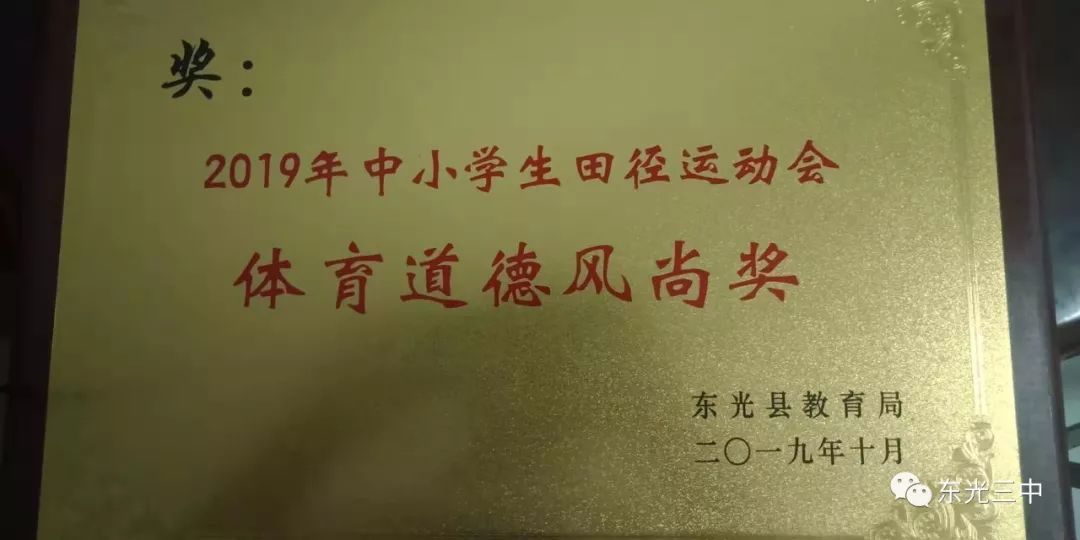 奖：
2019年中小学生田径运动会
体育道德风尚奖
东光县教育局
二〇一九年十月
东光三中